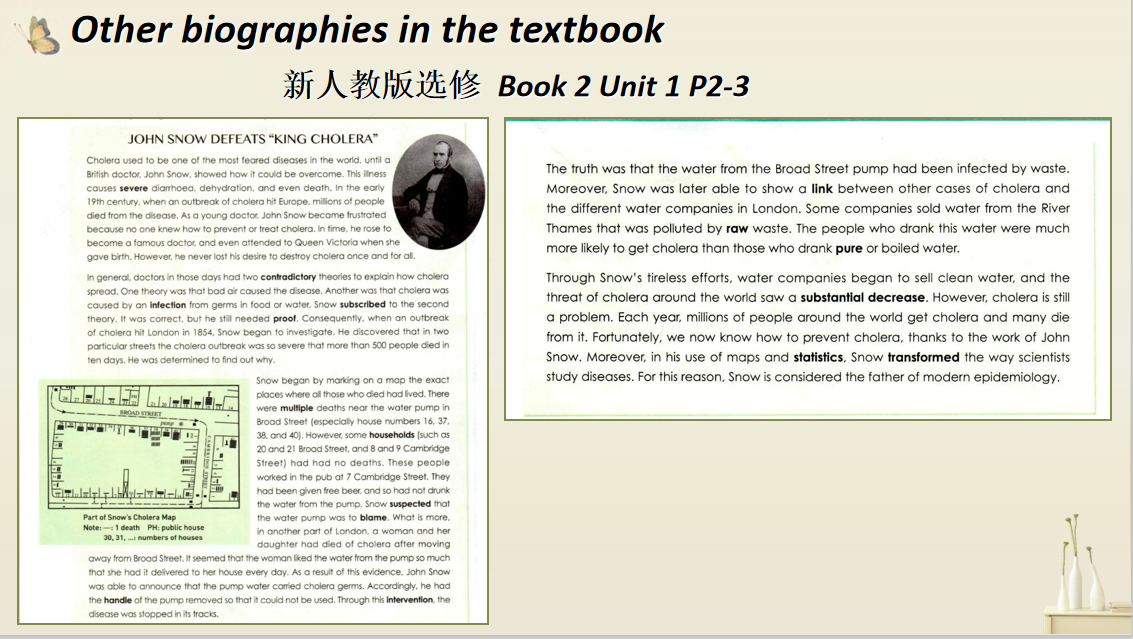 Other biographies in the textbook
新人教版选修 Book 2 Unit 1 P2-3
JOHN SNOW DEFEATS “KING CHOLERA”
Cholera used to be one of the most feared diseases in the world, until a
British doctor, John Snow, showed how it could be overcome. This illness
causes severe diarrhoea, dehydration, and even death. In the early
19th century, when an outbreak of cholera hit Europe, millions of people
died from the disease. As a young doctor, John Snow became frustrated
because no one knew how to prevent or treat cholera. In time, he rose to
become a famous doctor, and even attended to Queen Victoria when she
gave birth. However, he never lost his desire to destroy cholera once and for all.
In general, doctors in those days had two contradictory theories to explain how cholera
spread. One theory was that bad air caused the disease. Another was that cholera was
caused by an infection from germs in food or water. Snow subscribed to the second
theory. It was correct, but he still needed proof. Consequently, when an outbreak
of cholera hit London in 1854, Snow began to investigate. He discovered that in two
particular streets the cholera outbreak was so severe that more than 500 people died in
ten days. He was determined to find out why.
Snow began by marking on a map the exact
places where all those who died had lived. There
were multiple deaths near the water pump in
Broad Street (especially house numbers 16, 37,
38, and 40). However, some households (such as
20 and 21 Broad Street, and 8 and 9 Cambridge
Street) had had no deaths. These people
worked in the pub at 7 Cambridge Street. They
had been given free beer, and so had not drunk
the water from the pump. Snow suspected that
the water pump was to blame. What is more,
in another part of London, a woman and her
daughter had died of cholera after moving
away from Broad Street. It seemed that the woman liked the water from the pump so much
that she had it delivered to her house every day. As a result of this evidence, John Snow
was able to announce that the pump water carried cholera germs. Accordingly, he had
the handle of the pump removed so that it could not be used. Through this intervention, the
disease was stopped in its tracks.
BROAD STREET
pump
CAMBRIDGE STREET
Part of Snow's Cholera Map
Note: —: 1 death PH: public house
30, 31, ...: numbers of houses
The truth was that the water from the Broad Street pump had been infected by waste.
Moreover, Snow was later able to show a link between other cases of cholera and
the different water companies in London. Some companies sold water from the River
Thames that was polluted by raw waste. The people who drank this water were much
more likely to get cholera than those who drank pure or boiled water.
Through Snow's tireless efforts, water companies began to sell clean water, and the
threat of cholera around the world saw a substantial decrease. However, cholera is still
a problem. Each year, millions of people around the world get cholera and many die
from it. Fortunately, we now know how to prevent cholera, thanks to the work of John
Snow. Moreover, in his use of maps and statistics, Snow transformed the way scientists
study diseases. For this reason, Snow is considered the father of modern epidemiology.